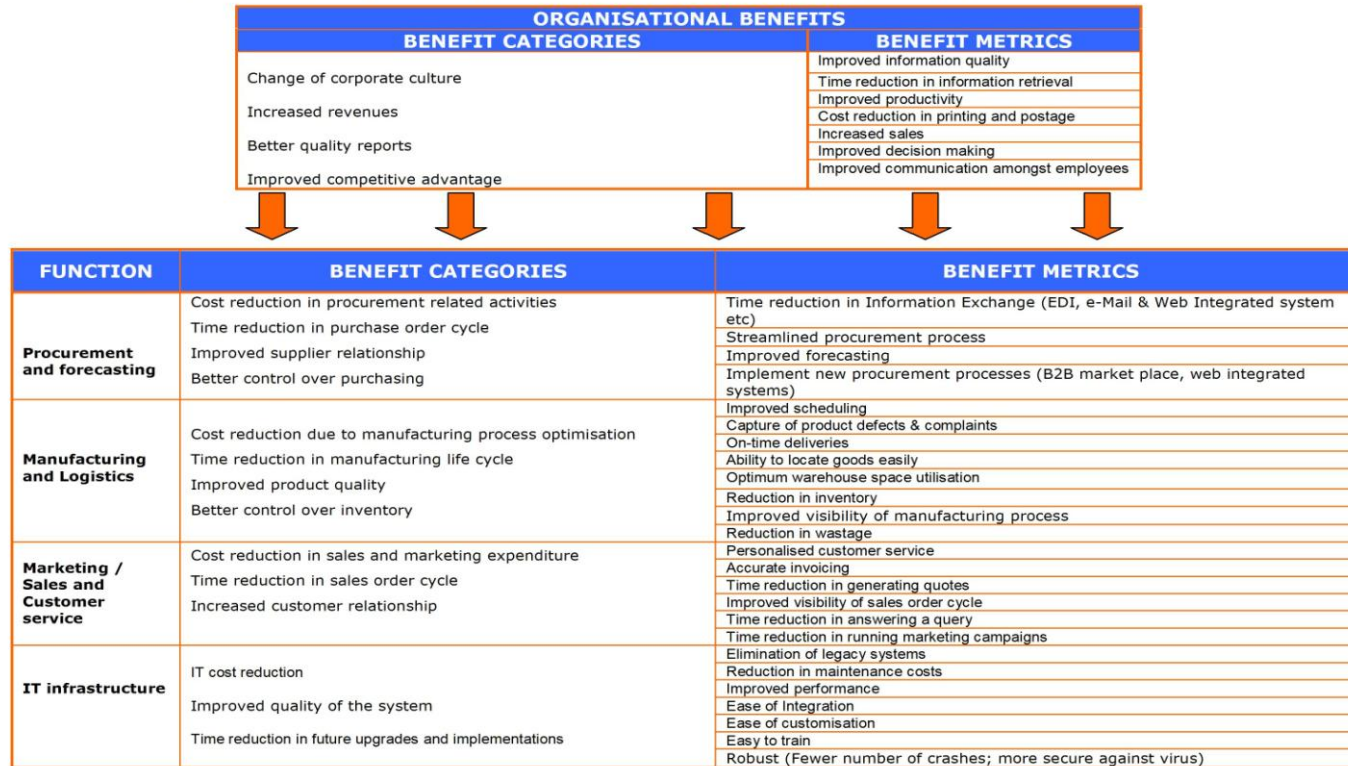 ORGANISATIONAL BENEFITS
BENEFIT CATEGORIES
BENEFIT METRICS
Change of corporate culture
Increased revenues
Better quality reports
Improved competitive advantage
Improved information quality
Time reduction in information retrieval
Improved productivity
Cost reduction in printing and postage
Increased sales
Improved decision making
Improved communication amongst employees
FUNCTION
BENEFIT CATEGORIES
BENEFIT METRICS
Procurement
and forecasting
Cost reduction in procurement related activities
Time reduction in purchase order cycle
Improved supplier relationship
Better control over purchasing
Time reduction in Information Exchange (EDI, e-Mail & Web Integrated system
etc)
Streamlined procurement process
Improved forecasting
Implement new procurement processes (B2B market place, web integrated
systems)
Manufacturing
and Logistics
Cost reduction due to manufacturing process optimisation
Time reduction in manufacturing life cycle
Improved product quality
Better control over inventory
Improved scheduling
Capture of product defects & complaints
On-time deliveries
Ability to locate goods easily
Optimum warehouse space utilisation
Reduction in inventory
Improved visibility of manufacturing process
Reduction in wastage
Marketing /
Sales and
Customer
service
Cost reduction in sales and marketing expenditure
Time reduction in sales order cycle
Increased customer relationship
Personalised customer service
Accurate invoicing
Time reduction in generating quotes
Improved visibility of sales order cycle
Time reduction in answering a query
Time reduction in running marketing campaigns
IT infrastructure
IT cost reduction
Improved quality of the system
Time reduction in future upgrades and implementations
Elimination of legacy systems
Reduction in maintenance costs
Improved performance
Ease of Integration
Ease of customisation
Easy to train
Robust (Fewer number of crashes; more secure against virus)